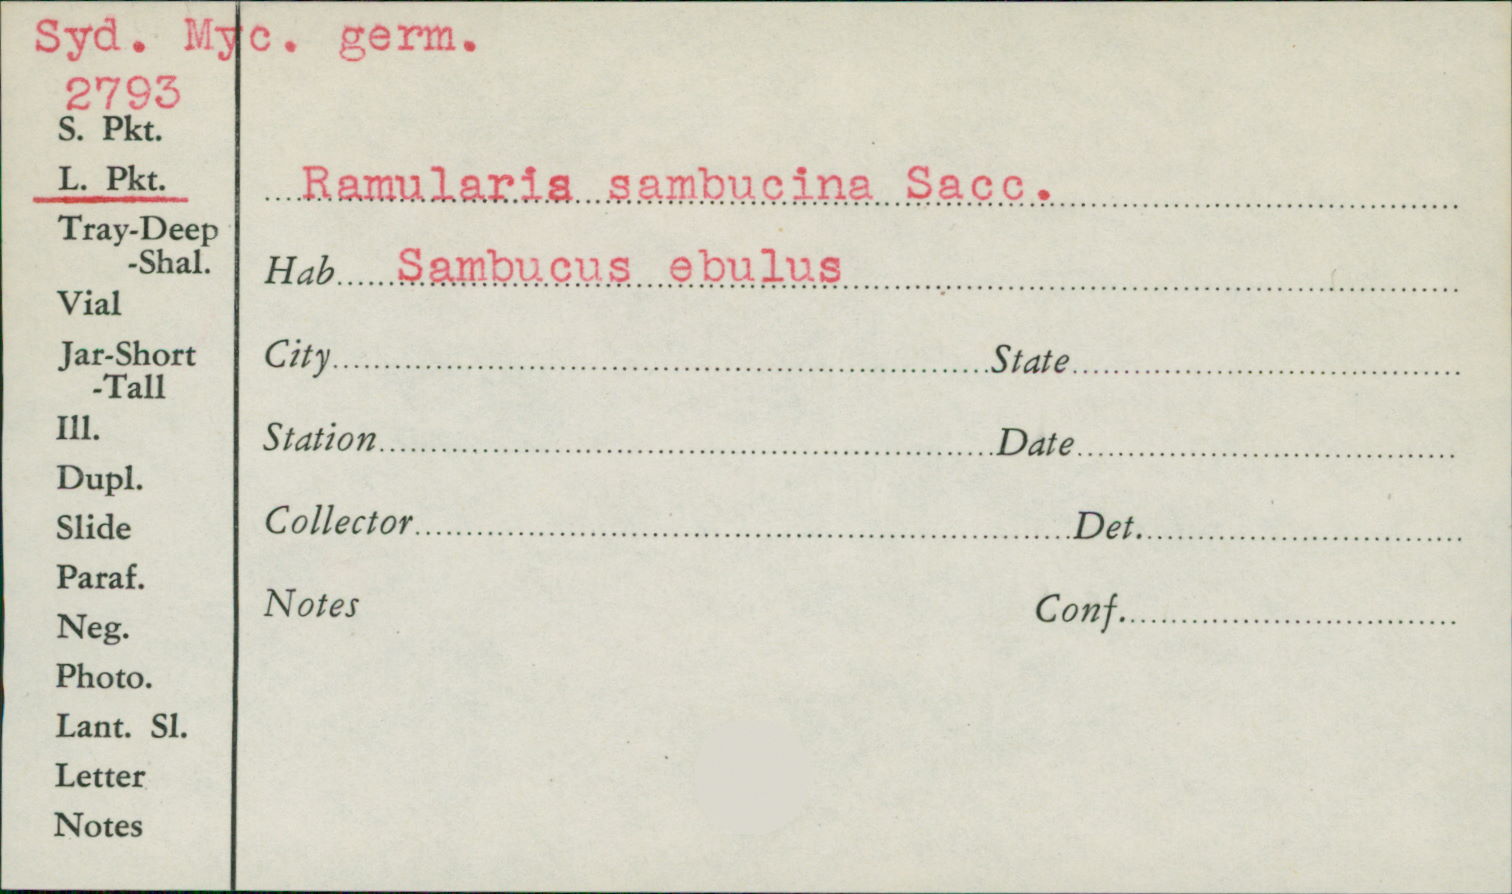 Syd. Myc. germ.
2793
S. Pkt.
L. Pkt.
Tray-Deep
-Shal.
Vial
Jar-Short
-Tall
Ill.
Dupl.
Slide
Paraf.
Neg.
Photo.
Lant. Sl.
Letter
Notes
Ramularis sambucina Sacc.
Hab Sambucus ebulus
City State
Station Date
Collector Det.
Notes Conf.